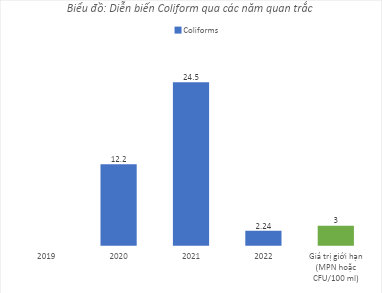 Biểu đồ: Diễn biến Coliform qua các năm quan trắc
Coliforms
24.5
12.2
2.24
3
2019
2020
2021
2022
Giá trị giới hạn
(MPN hoặc
CFU/100 ml)